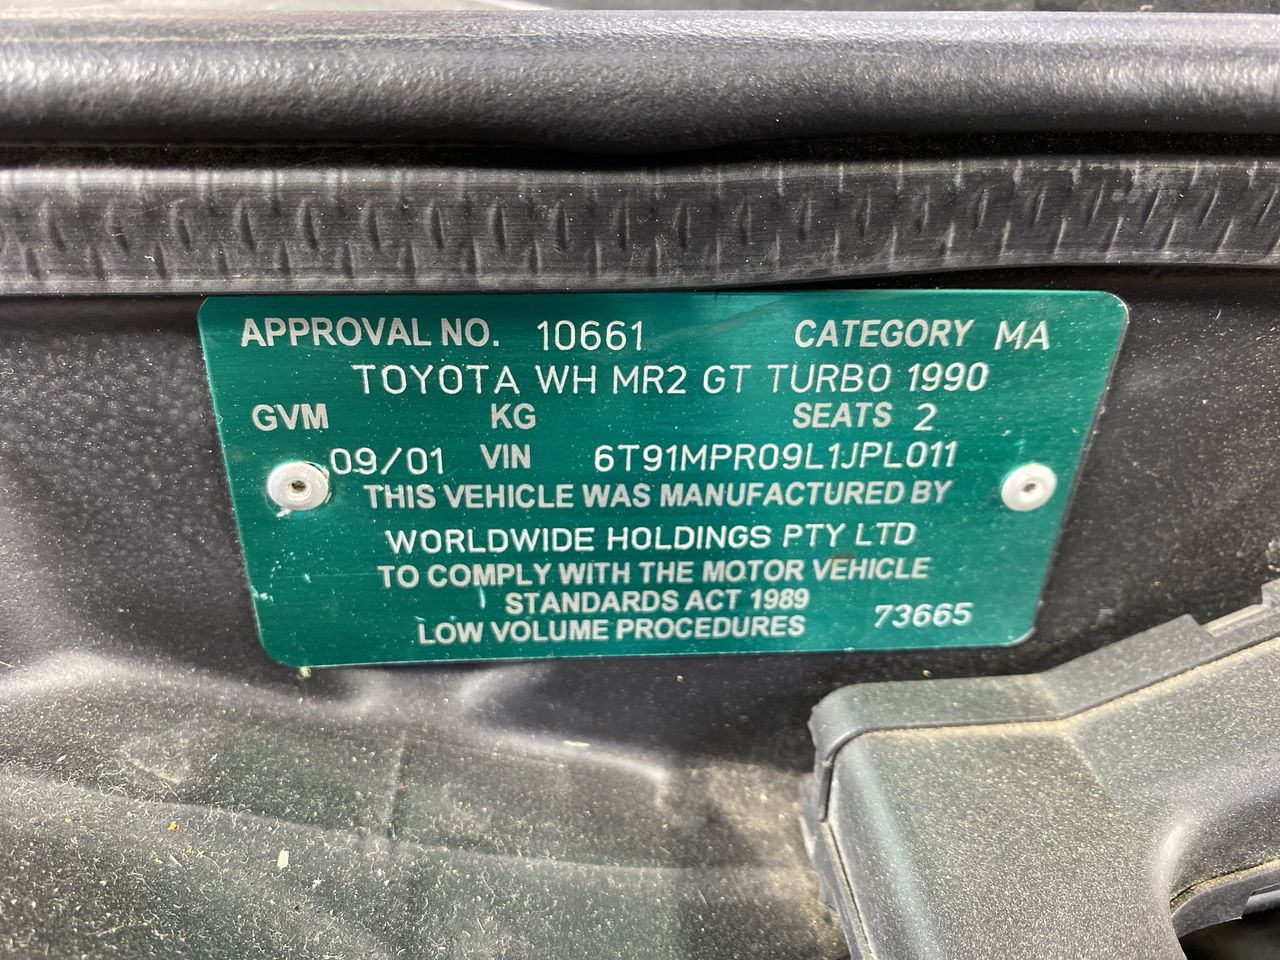 APPROVAL NO. 10661 CATEGORY MA
TOYOTA WH MR2 GT TURBO 1990
GVM KG SEATS 2
09/01 VIN 6T91MPR09L1JPL011
THIS VEHICLE WAS MANUFACTURED BY
WORLDWIDE HOLDINGS PTY LTD
TO COMPLY WITH THE MOTOR VEHICLE
STANDARDS ACT 1989
LOW VOLUME PROCEDURES 73665